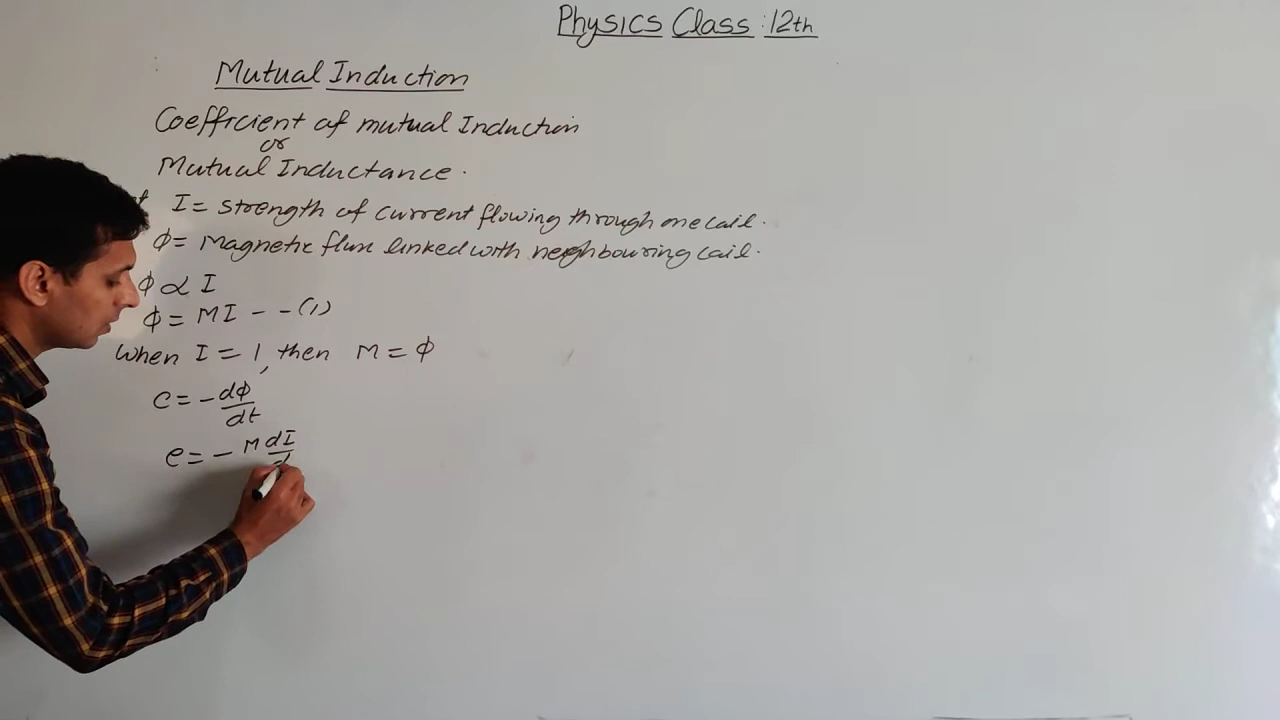 Physics Class : 12th
Mutual Induction
Coefficient of mutual Induction
or
Mutual Inductance.
I = Strength of current flowing through one coil.
ϕ = Magnetic flux linked with neighbouring coil.
ϕ ∝ I
ϕ = MI - - (1)
When I = 1, then M = ϕ
e = - dϕ/dt
e = - M dI/d